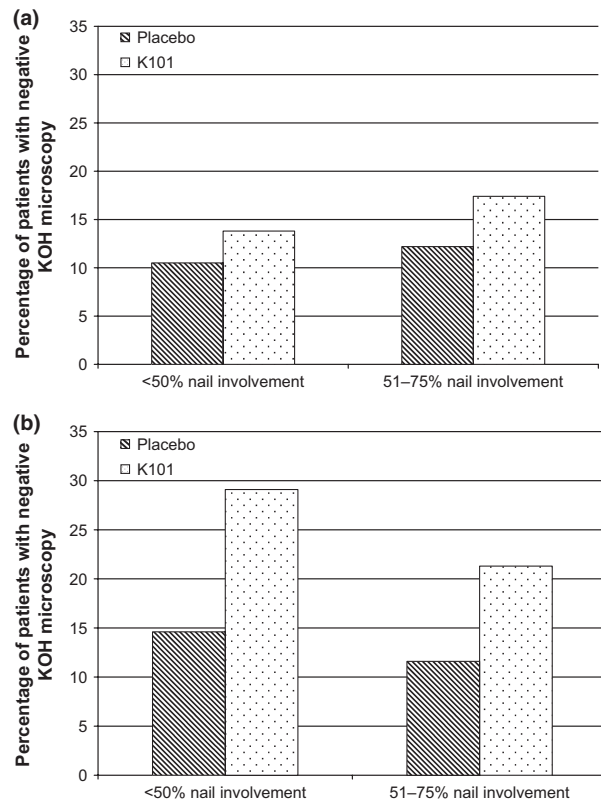 (a)
35
30
25
20
15
10
5
0
Percentage of patients with negative
KOH microscopy
Placebo
K101
<50% nail involvement
51–75% nail involvement
(b)
35
30
25
20
15
10
5
0
Percentage of patients with negative
KOH microscopy
Placebo
K101
<50% nail involvement
51–75% nail involvement